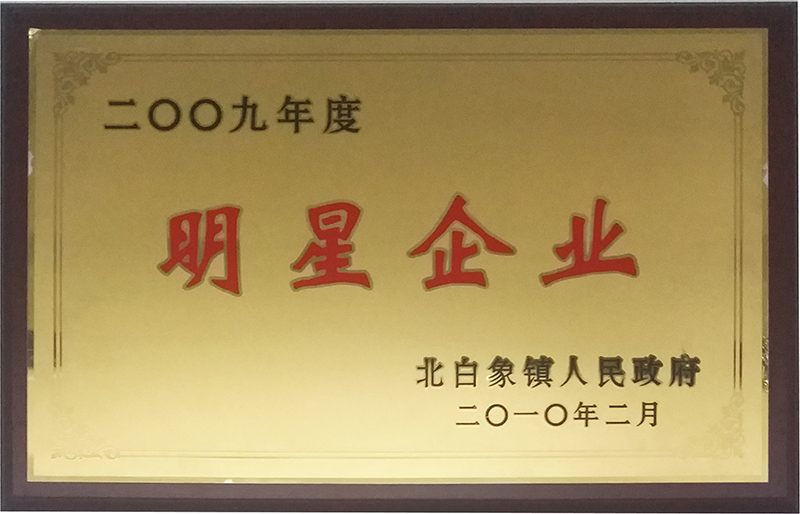 二〇〇九年度
明星企业
北白象镇人民政府
二〇一〇年二月